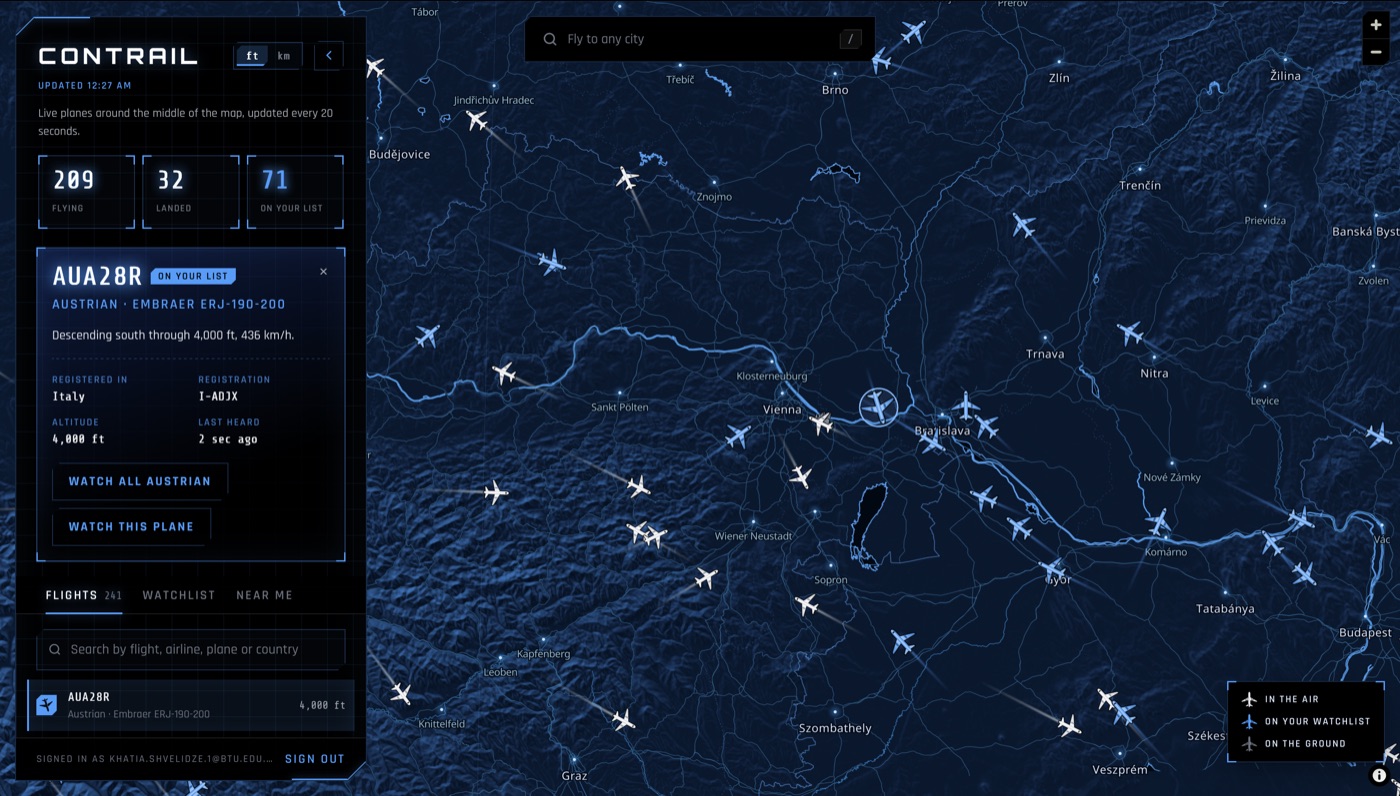 CONTRAIL
ft km
UPDATED 12:27 AM
Live planes around the middle of the map, updated every 20
seconds.
209
FLYING
32
LANDED
71
ON YOUR LIST
AUA28R
ON YOUR LIST
×
AUSTRIAN · EMBRAER ERJ-190-200
Descending south through 4,000 ft, 436 km/h.
REGISTERED IN
Italy
REGISTRATION
I-ADJX
ALTITUDE
4,000 ft
LAST HEARD
2 sec ago
WATCH ALL AUSTRIAN
WATCH THIS PLANE
FLIGHTS 241
WATCHLIST
NEAR ME
Search by flight, airline, plane or country
AUA28R
Austrian · Embraer ERJ-190-200
4,000 ft
SIGNED IN AS KHATIA.SHVELIDZE.1@BTU.EDU.…
SIGN OUT
Fly to any city
/
+
−
Tábor
Jindřichův Hradec
Budějovice
Třebíč
Brno
Znojmo
Zlín
Žilina
Trenčín
Prievidza
Banská Byst
Zvolen
Trnava
Nitra
Levice
Klosterneuburg
Sankt Pölten
Vienna
Bratislava
Nové Zámky
Wiener Neustadt
Komárno
Vác
Sopron
Győr
Tatabánya
Budapest
Kapfenberg
Leoben
Knittelfeld
Szombathely
Székes
Graz
Veszprém
IN THE AIR
ON YOUR WATCHLIST
ON THE GROUND